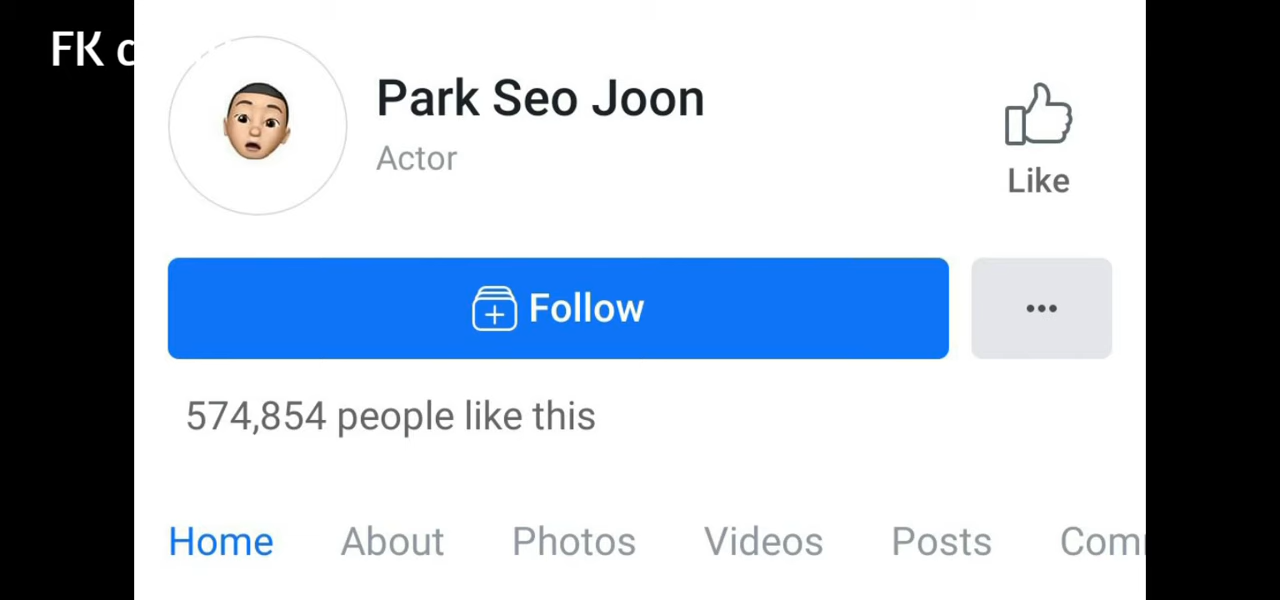 FK
Park Seo Joon
Actor
Like
Follow
574,854 people like this
Home About Photos Videos Posts